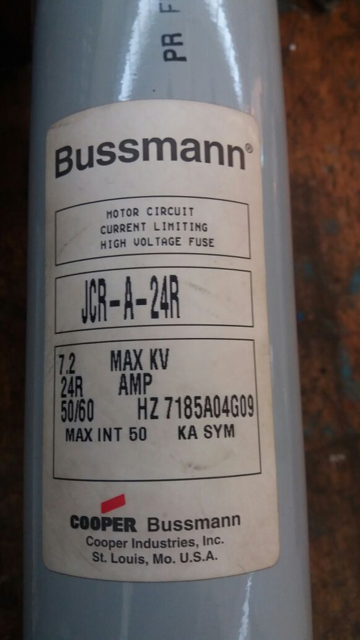 PR F
Bussmann®
MOTOR CIRCUIT
CURRENT LIMITING
HIGH VOLTAGE FUSE
JCR-A-24R
7.2 MAX KV
24R AMP
50/60 HZ 7185A04G09
MAX INT 50 KA SYM
COOPER Bussmann
Cooper Industries, Inc.
St. Louis, Mo. U.S.A.